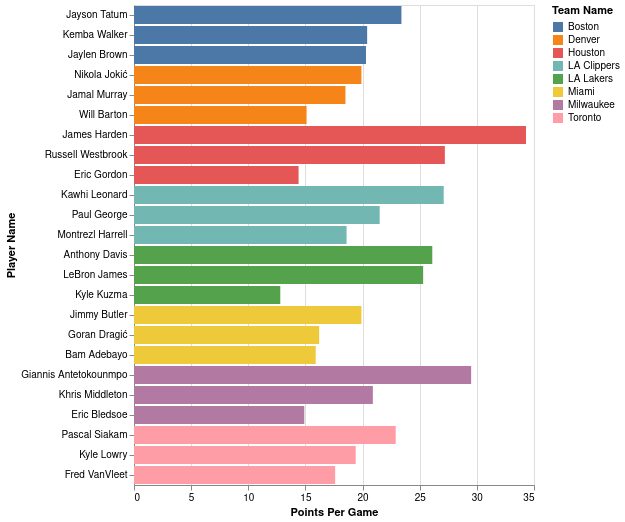 Jayson Tatum
Kemba Walker
Jaylen Brown
Nikola Jokić
Jamal Murray
Will Barton
James Harden
Russell Westbrook
Eric Gordon
Kawhi Leonard
Paul George
Montrezl Harrell
Anthony Davis
LeBron James
Kyle Kuzma
Jimmy Butler
Goran Dragić
Bam Adebayo
Giannis Antetokounmpo
Khris Middleton
Eric Bledsoe
Pascal Siakam
Kyle Lowry
Fred VanVleet
Player Name
0 5 10 15 20 25 30 35
Points Per Game
Team Name
Boston
Denver
Houston
LA Clippers
LA Lakers
Miami
Milwaukee
Toronto